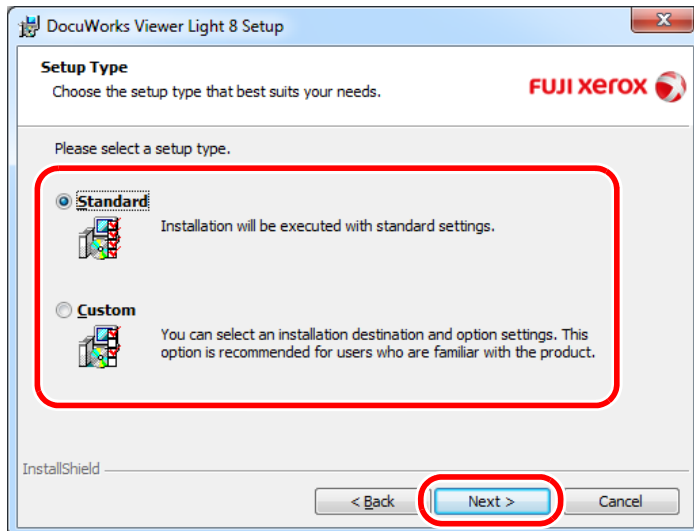 DocuWorks Viewer Light 8 Setup
Setup Type
Choose the setup type that best suits your needs.
FUJI xerox
Please select a setup type.
Standard
Installation will be executed with standard settings.
Custom
You can select an installation destination and option settings. This
option is recommended for users who are familiar with the product.
InstallShield
< Back Next > Cancel